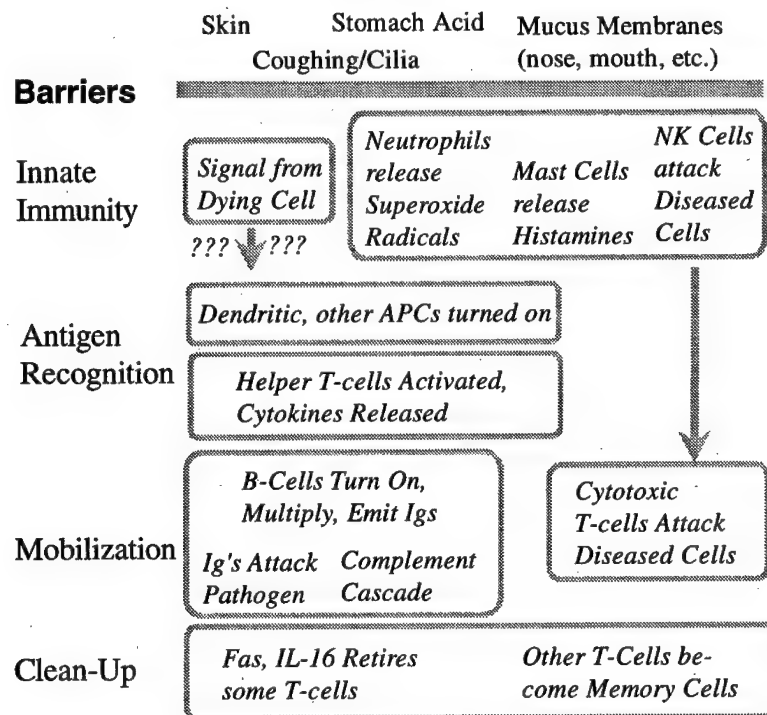 Skin Stomach Acid Mucus Membranes
Coughing/Cilia (nose, mouth, etc.)
Barriers
Innate
Immunity
Signal from
Dying Cell
??? ???
Neutrophils
release
Superoxide
Radicals
Mast Cells
release
Histamines
NK Cells
attack
Diseased
Cells
Antigen
Recognition
Dendritic, other APCs turned on
Helper T-cells Activated,
Cytokines Released
Mobilization
B-Cells Turn On,
Multiply, Emit Igs
Ig's Attack
Pathogen
Complement
Cascade
Cytotoxic
T-cells Attack
Diseased Cells
Clean-Up
Fas, IL-16 Retires
some T-cells
Other T-Cells be-
come Memory Cells